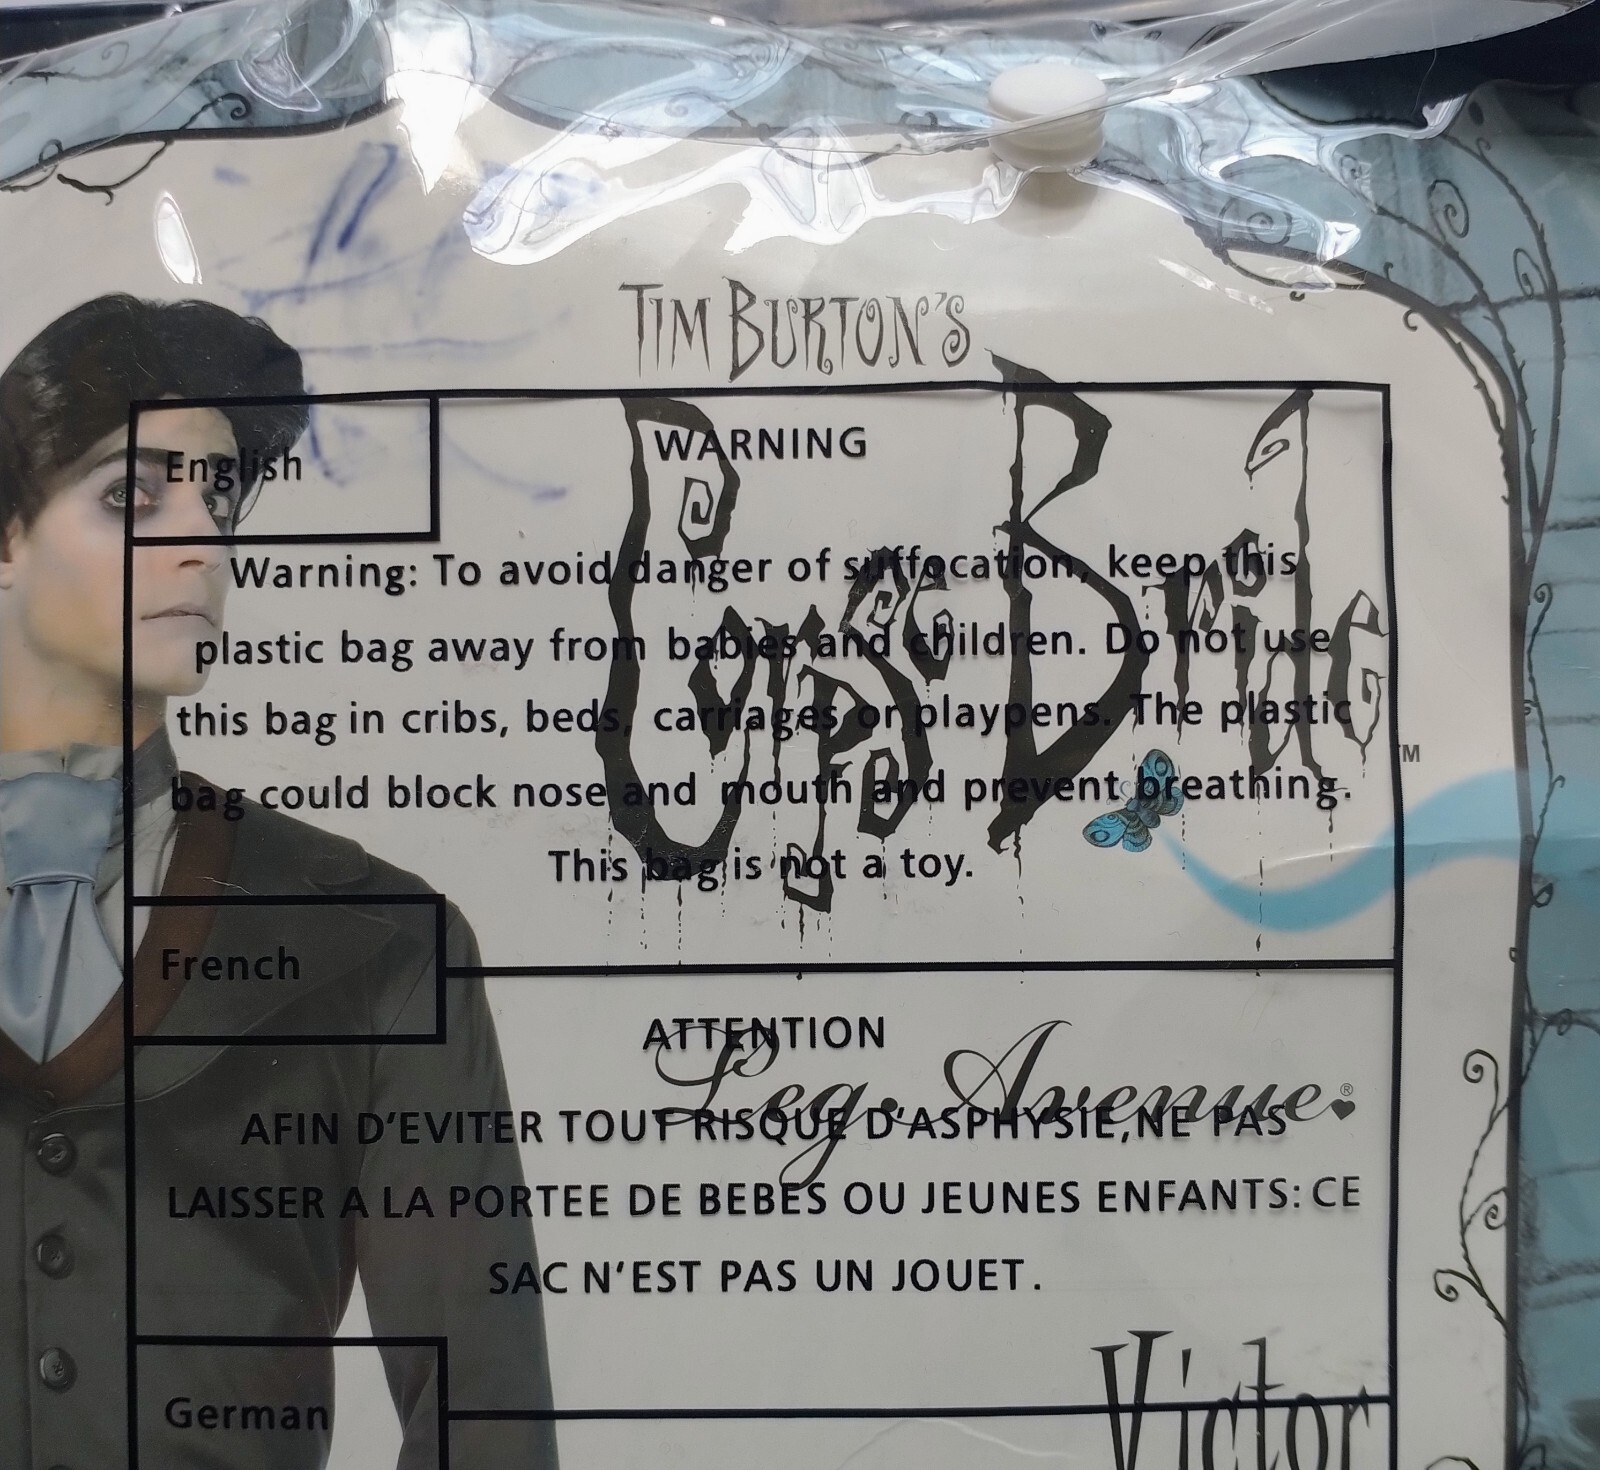 TIM BURTON'S
Corpse Bride
TM
English
WARNING
Warning: To avoid danger of suffocation, keep this
plastic bag away from babies and children. Do not use
this bag in cribs, beds, carriages or playpens. The plastic
bag could block nose and mouth and prevent breathing.
This bag is not a toy.
French
ATTENTION
Leg Avenue®
AFIN D'EVITER TOUT RISQUE D'ASPHYSIE,NE PAS
LAISSER A LA PORTEE DE BEBES OU JEUNES ENFANTS: CE
SAC N'EST PAS UN JOUET.
Victor
German